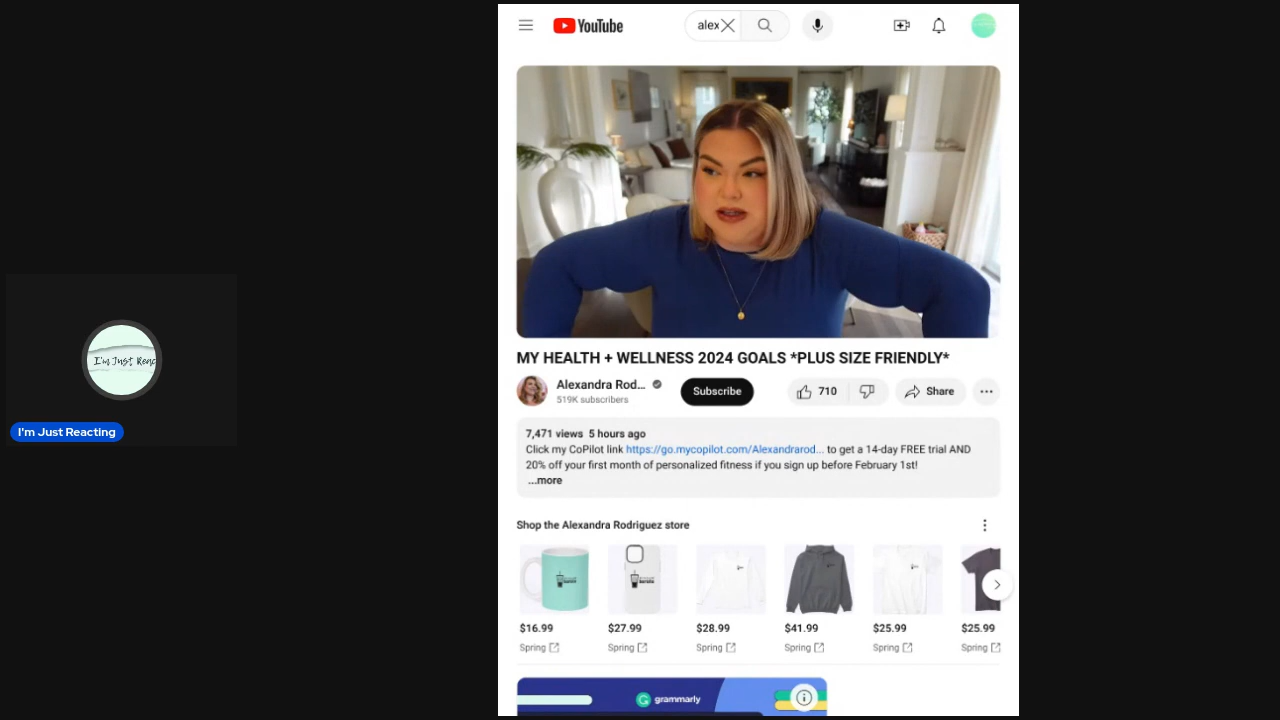 YouTube
alex
MY HEALTH + WELLNESS 2024 GOALS *PLUS SIZE FRIENDLY*
Alexandra Rod...
519K subscribers
Subscribe
710
Share
7,471 views 5 hours ago
Click my CoPilot link https://go.mycopilot.com/Alexandrarod... to get a 14-day FREE trial AND
20% off your first month of personalized fitness if you sign up before February 1st!
...more
I'm Just Reac
I'm Just Reacting
Shop the Alexandra Rodriguez store
$16.99
$27.99
$28.99
$41.99
$25.99
$25.99
Spring
Spring
Spring
Spring
Spring
Spring
grammarly